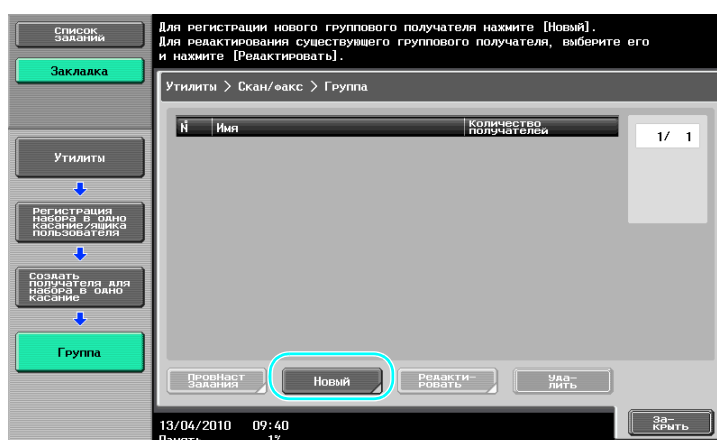 Список
заданий
Для регистрации нового группового получателя нажмите [Новый].
Для редактирования существующего группового получателя, выберите его
и нажмите [Редактировать].
Закладка
Утилиты > Скан/факс > Группа
N
Имя
Количество
получателей
1/ 1
Утилиты
Регистрация
набора в одно
касание/ящика
пользователя
Создать
получателя для
набора в одно
касание
Группа
ПровНаст
Задания
Новый
Редакти-
ровать
Уда-
лить
13/04/2010 09:40
Память 1%
За-
крыть